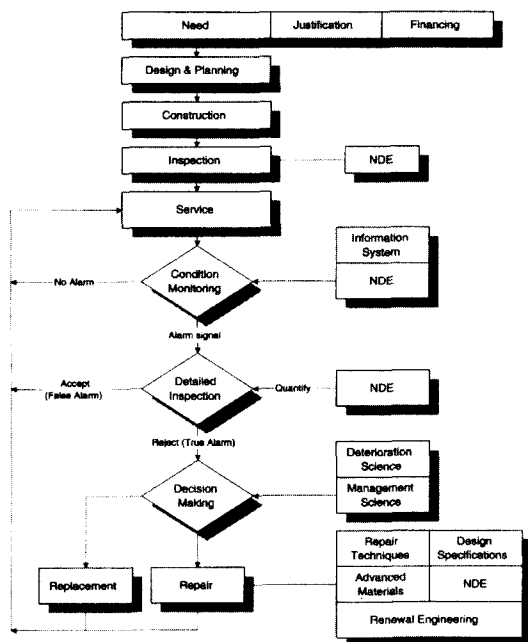 Need
Justification
Financing
Design & Planning
Construction
Inspection
NDE
Service
Information
System
NDE
Condition
Monitoring
No Alarm
Alarm signal
Accept
(False Alarm)
Detailed
Inspection
Quantify
NDE
Reject (True Alarm)
Deterioration
Science
Management
Science
Decision
Making
Repair
Techniques
Design
Specifications
Advanced
Materials
NDE
Renewal Engineering
Replacement
Repair